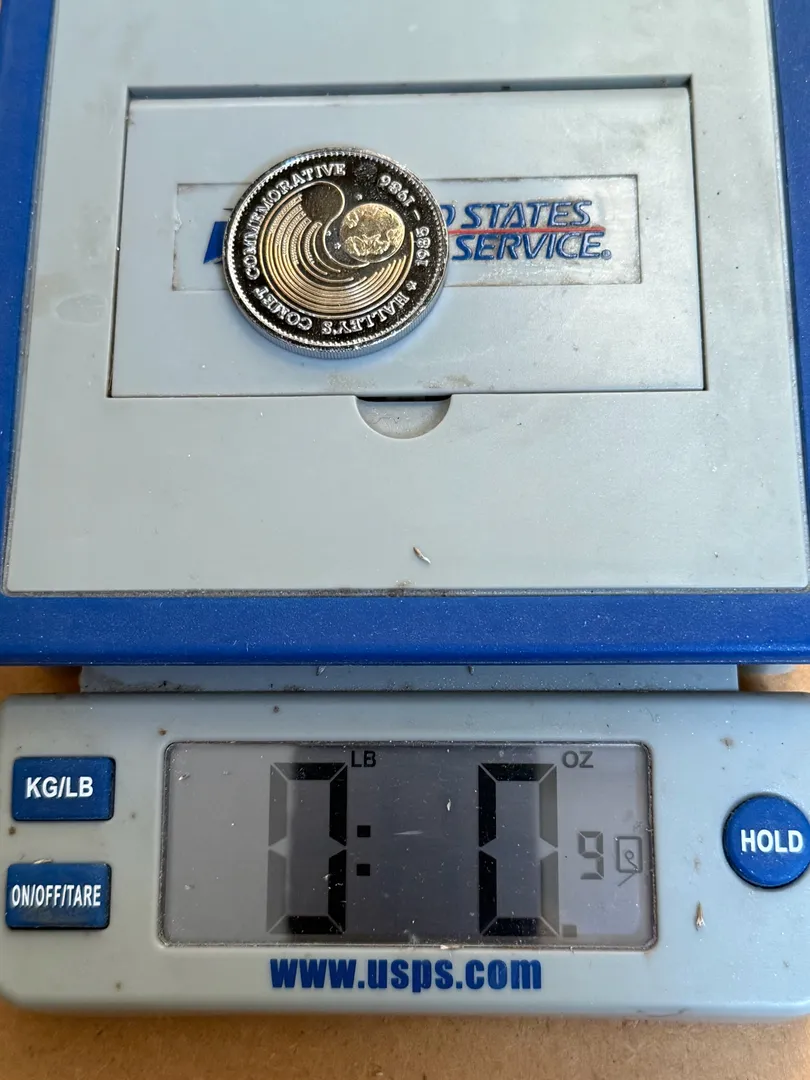 HALLEY'S COMET COMMEMORATIVE
1985 - 1986
STATES
SERVICE®
LB OZ
0: 0.9
KG/LB
HOLD
ON/OFF/TARE
www.usps.com